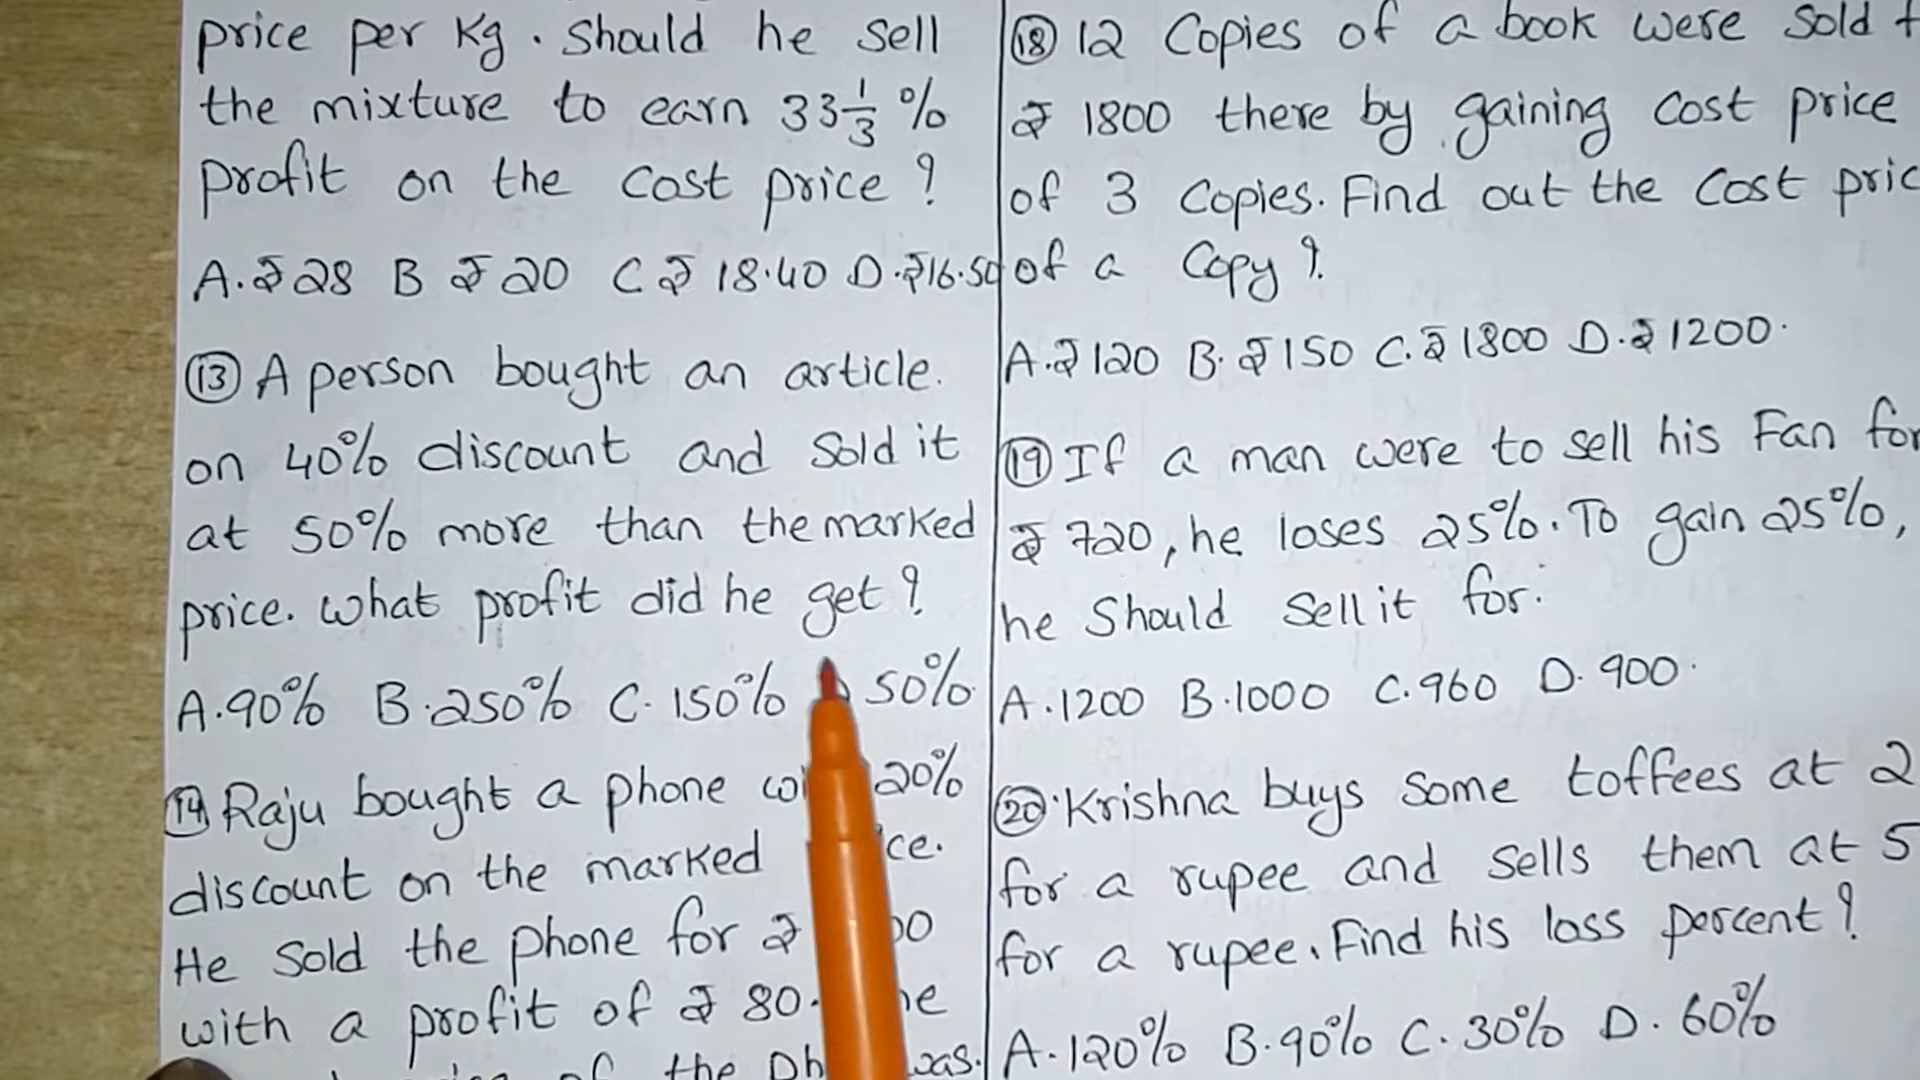 price per kg. Should he sell
the mixture to earn 33 1/3 %
profit on the cost price ?
A.₹28 B ₹20 C ₹ 18.40 D.₹16.50
⑬ A person bought an article.
on 40% discount and sold it
at 50% more than the marked
price. What profit did he get ?
A.90% B.250% C.150% 50%
⑭ Raju bought a phone 20%
discount on the marked
He sold the phone for ₹
with a profit of ₹ 80.
of the was.
⑱ 12 Copies of a book were sold
₹ 1800 there by gaining cost price
of 3 copies. Find out the cost
of a Copy ?
A.₹120 B.₹150 C.₹1800 D.₹1200.
⑲ If a man were to sell his Fan for
₹ 720, he loses 25%. To gain 25%,
he Should Sell it for:
A.1200 B.1000 C.960 D.900.
⑳. Krishna buys some toffees at 2
for a rupee and sells them at 5
for a rupee. Find his loss percent ?
A.120% B.90% C.30% D.60%